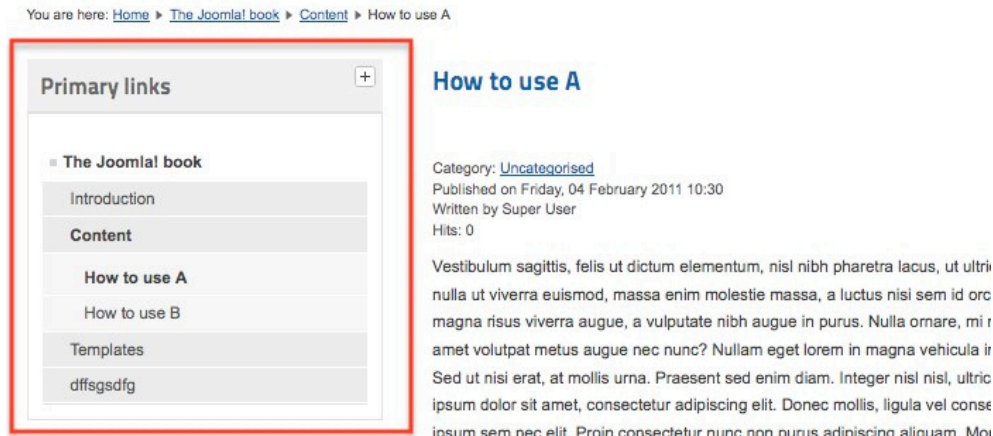 You are here: Home ▸ The Joomla! book ▸ Content ▸ How to use A
Primary links
+
The Joomla! book
Introduction
Content
How to use A
How to use B
Templates
dffsgsdfg
How to use A
Category: Uncategorised
Published on Friday, 04 February 2011 10:30
Written by Super User
Hits: 0
Vestibulum sagittis, felis ut dictum elementum, nisl nibh pharetra lacus, ut
nulla ut viverra euismod, massa enim molestie massa, a luctus nisi sem id
magna risus viverra augue, a vulputate nibh augue in purus. Nulla ornare, mi
amet volutpat metus augue nec nunc? Nullam eget lorem in magna vehicula
Sed ut nisi erat, at mollis urna. Praesent sed enim diam. Integer nisl nisl,
ipsum dolor sit amet, consectetur adipiscing elit. Donec mollis, ligula vel
ipsum sem nec elit. Proin consectetur nunc non purus adipiscing aliquam.